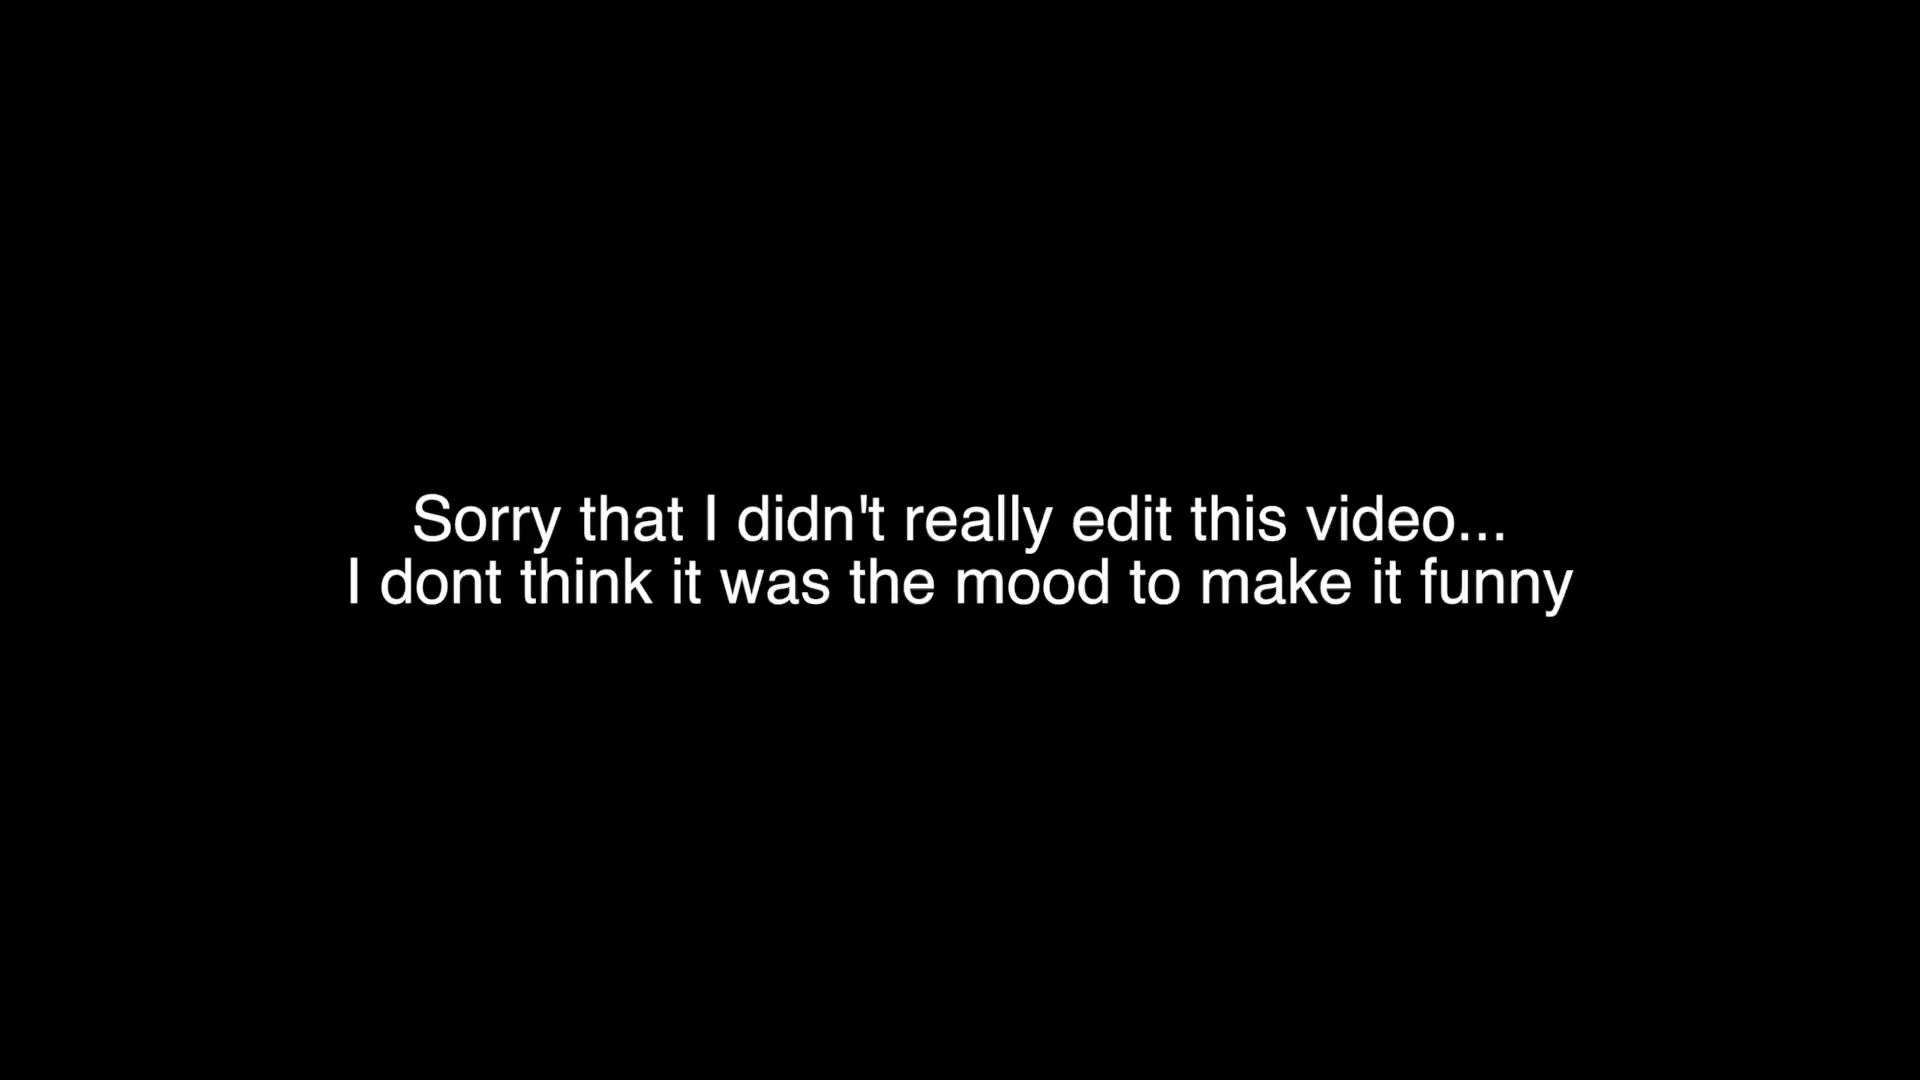 Sorry that I didn't really edit this video...
I dont think it was the mood to make it funny